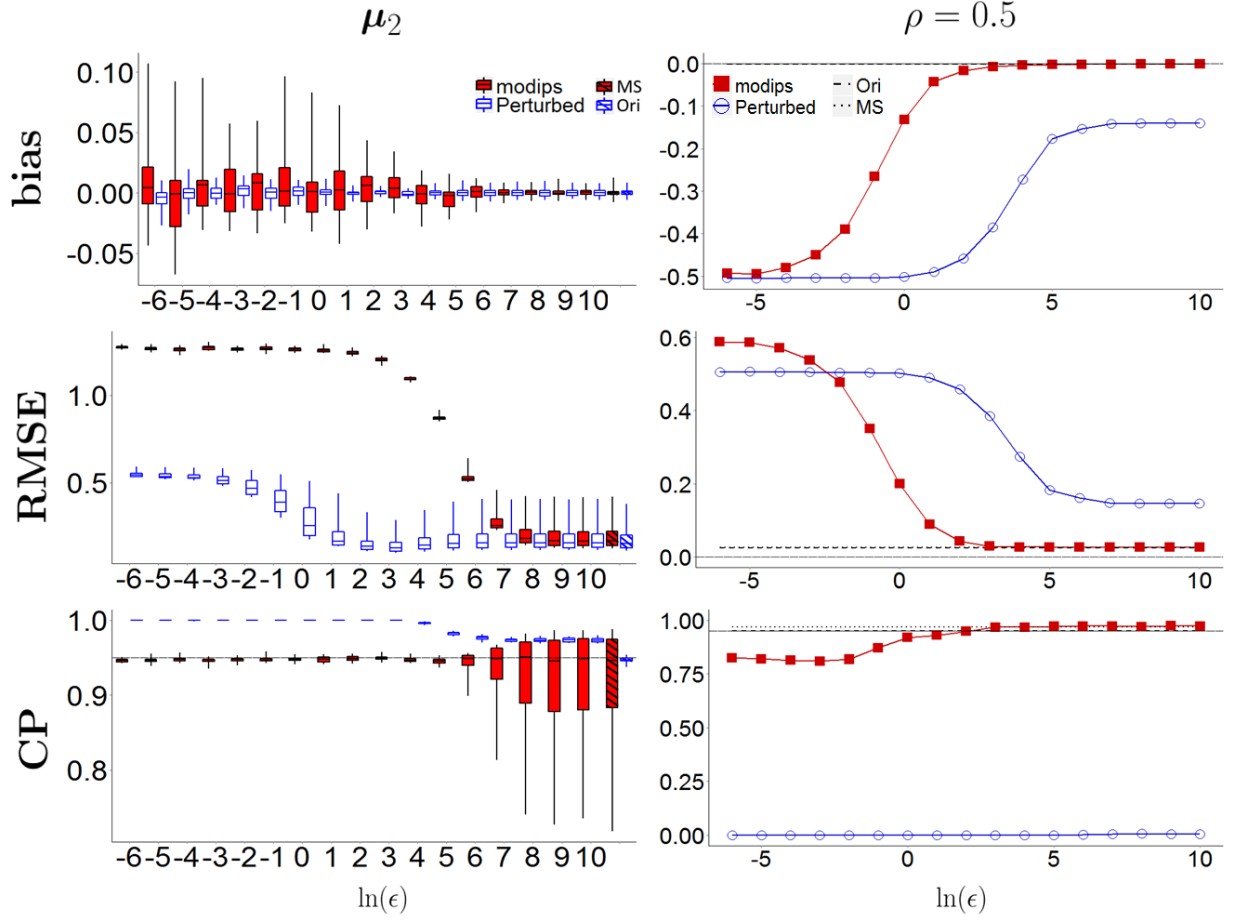 μ₂
ρ = 0.5
bias
0.10
0.05
0.00
-0.05
modips
Perturbed
MS
Ori
-6 -5 -4 -3 -2 -1 0 1 2 3 4 5 6 7 8 9 10
0.0
-0.1
-0.2
-0.3
-0.4
-0.5
modips
Perturbed
Ori
MS
-5 0 5 10
RMSE
1.0
0.5
-6 -5 -4 -3 -2 -1 0 1 2 3 4 5 6 7 8 9 10
0.6
0.4
0.2
0.0
-5 0 5 10
CP
1.0
0.9
0.8
-6 -5 -4 -3 -2 -1 0 1 2 3 4 5 6 7 8 9 10
1.00
0.75
0.50
0.25
0.00
-5 0 5 10
ln(ϵ)
ln(ϵ)